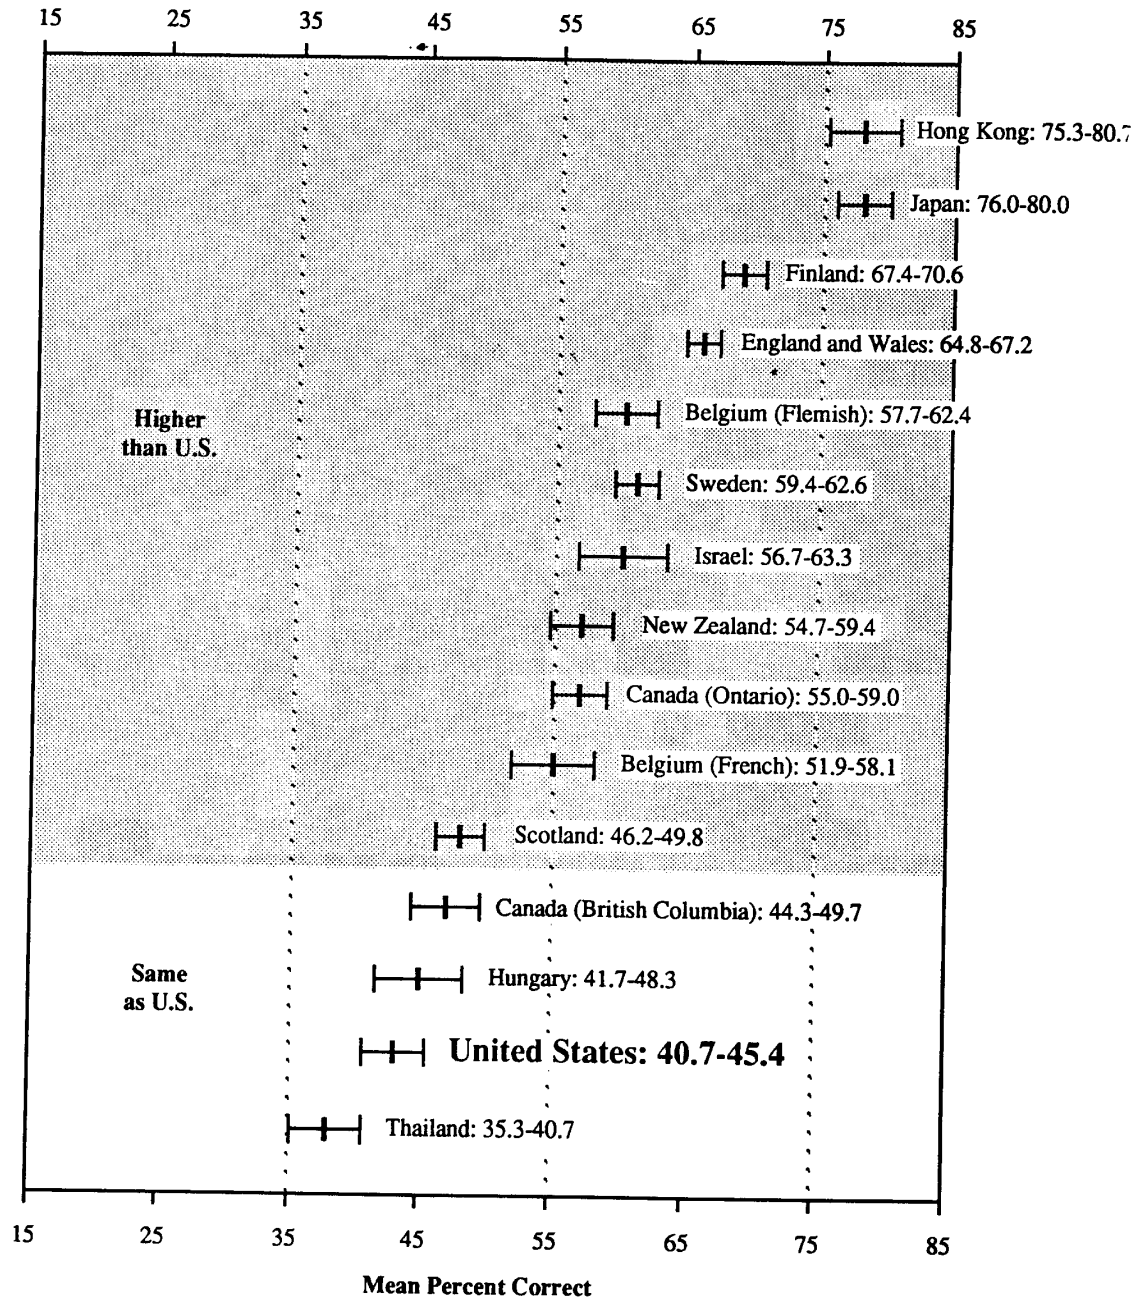 15 25 35 45 55 65 75 85
Hong Kong: 75.3-80.7
Japan: 76.0-80.0
Finland: 67.4-70.6
England and Wales: 64.8-67.2
Belgium (Flemish): 57.7-62.4
Higher
than U.S.
Sweden: 59.4-62.6
Israel: 56.7-63.3
New Zealand: 54.7-59.4
Canada (Ontario): 55.0-59.0
Belgium (French): 51.9-58.1
Scotland: 46.2-49.8
Canada (British Columbia): 44.3-49.7
Same
as U.S.
Hungary: 41.7-48.3
United States: 40.7-45.4
Thailand: 35.3-40.7
15 25 35 45 55 65 75 85
Mean Percent Correct